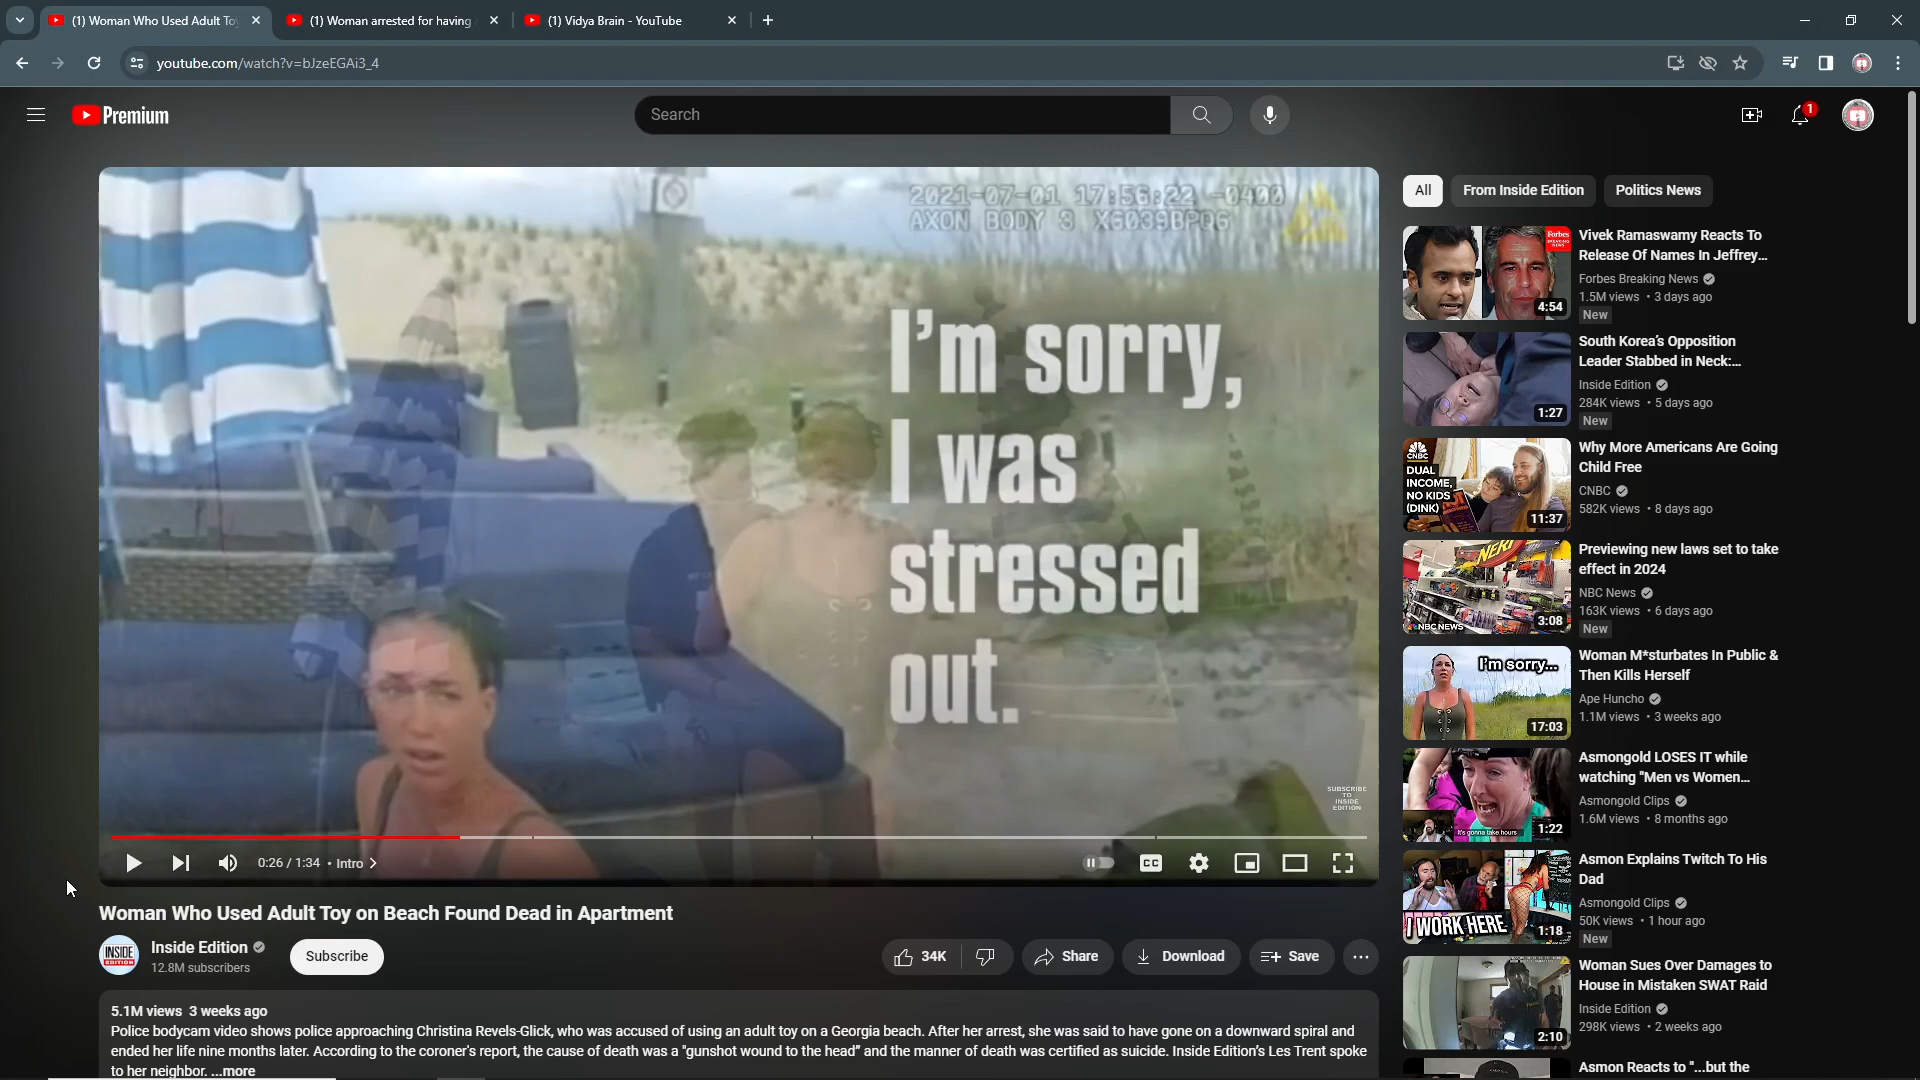 (1) Woman Who Used Adult To
(1) Woman arrested for having
(1) Vidya Brain - YouTube
youtube.com/watch?v=bJzeEGAi3_4
Premium
Search
1
2021-07-01 17:56:22 -0400
AXON BODY 3 X6039BPQ6
I'm sorry,
I was
stressed
out.
SUBSCRIBE
TO
INSIDE
EDITION
0:26 / 1:34 • Intro
CC
Woman Who Used Adult Toy on Beach Found Dead in Apartment
INSIDE
EDITION
Inside Edition
12.8M subscribers
Subscribe
34K
Share
Download
Save
5.1M views 3 weeks ago
Police bodycam video shows police approaching Christina Revels-Glick, who was accused of using an adult toy on a Georgia beach. After her arrest, she was said to have gone on a downward spiral and
ended her life nine months later. According to the coroner's report, the cause of death was a "gunshot wound to the head" and the manner of death was certified as suicide. Inside Edition's Les Trent spoke
to her neighbor. ...more
All
From Inside Edition
Politics News
Forbes
BREAKING
NEWS
4:54
Vivek Ramaswamy Reacts To
Release Of Names In Jeffrey...
Forbes Breaking News
1.5M views • 3 days ago
New
1:27
South Korea's Opposition
Leader Stabbed in Neck:...
Inside Edition
284K views • 5 days ago
New
CNBC
DUAL
INCOME,
NO KIDS
(DINK)
11:37
Why More Americans Are Going
Child Free
CNBC
582K views • 8 days ago
NERF
NBC NEWS
3:08
Previewing new laws set to take
effect in 2024
NBC News
163K views • 6 days ago
New
I'm sorry...
17:03
Woman M*sturbates In Public &
Then Kills Herself
Ape Huncho
1.1M views • 3 weeks ago
It's gonna take hours
1:22
Asmongold LOSES IT while
watching "Men vs Women...
Asmongold Clips
1.6M views • 8 months ago
I WORK HERE
1:18
Asmon Explains Twitch To His
Dad
Asmongold Clips
50K views • 1 hour ago
New
2:10
Woman Sues Over Damages to
House in Mistaken SWAT Raid
Inside Edition
298K views • 2 weeks ago
Asmon Reacts to "...but the